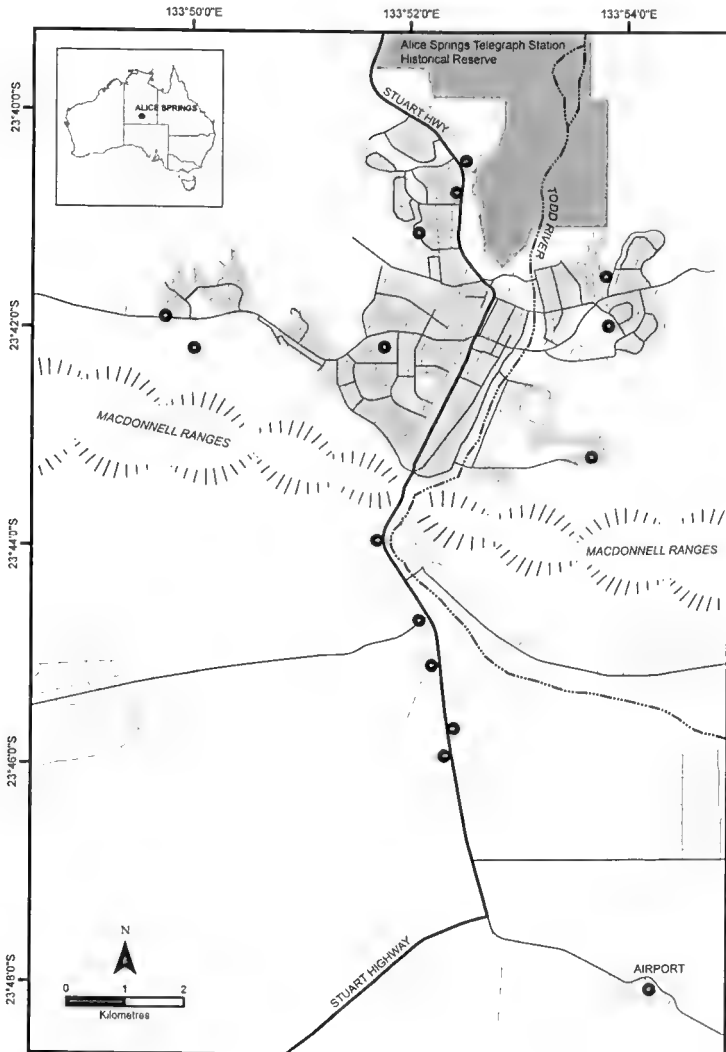 133°50'0"E
133°52'0"E
133°54'0"E
Alice Springs Telegraph Station
Historical Reserve
ALICE SPRINGS
23°40'0"S
STUART HWY
TODD RIVER
23°42'0"S
MACDONNELL RANGES
23°44'0"S
MACDONNELL RANGES
23°46'0"S
N
0 1 2
Kilometres
STUART HIGHWAY
AIRPORT
23°48'0"S